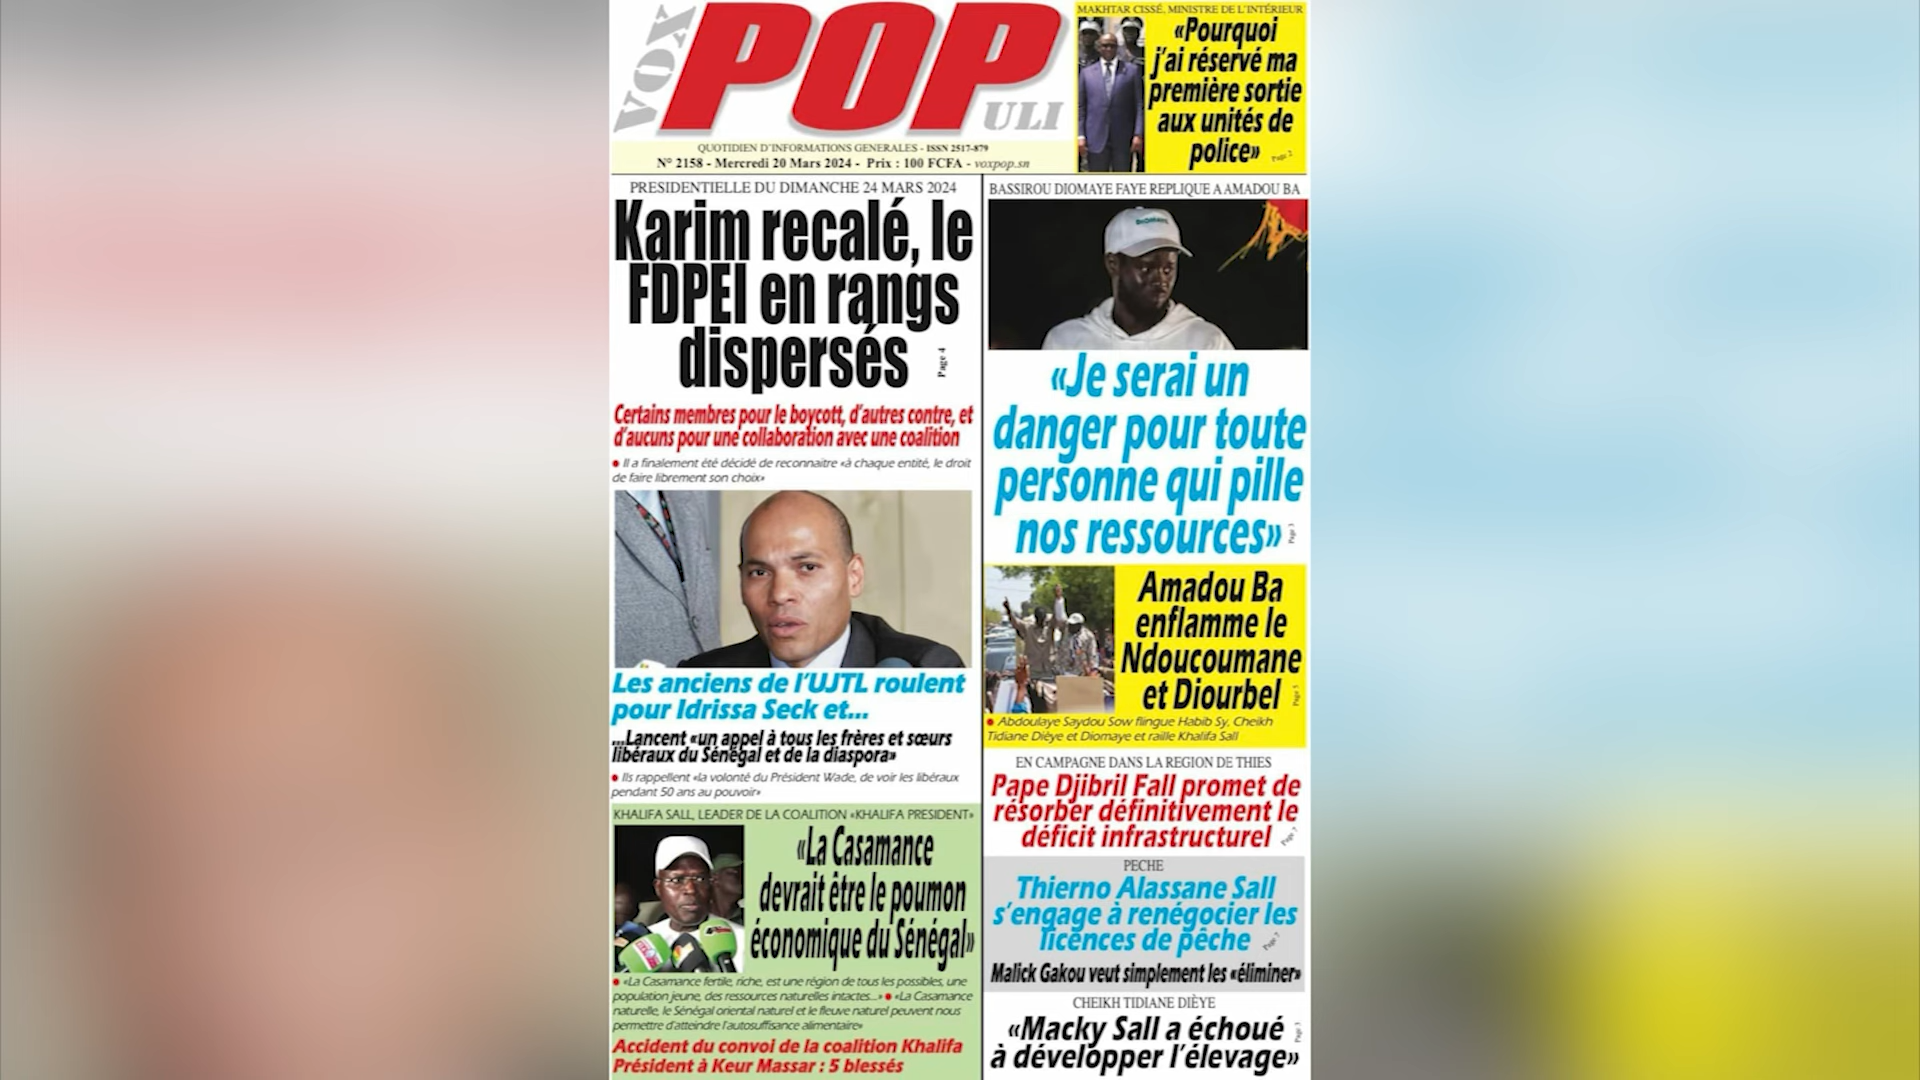 VOX POPULI
QUOTIDIEN D'INFORMATIONS GENERALES - ISSN 2517-879
N° 2158 - Mercredi 20 Mars 2024 - Prix : 100 FCFA - voxpop.sn
MAKHTAR CISSÉ, MINISTRE DE L'INTÉRIEUR
«Pourquoi
j'ai réservé ma
première sortie
aux unités de
police»
Page 2
PRESIDENTIELLE DU DIMANCHE 24 MARS 2024
Karim recalé, le
FDPEI en rangs
dispersés
Page 4
Certains membres pour le boycott, d'autres contre, et
d'aucuns pour une collaboration avec une coalition
Il a finalement été décidé de reconnaitre «à chaque entité, le droit
de faire librement son choix»
Les anciens de l'UJTL roulent
pour Idrissa Seck et...
...Lancent «un appel à tous les frères et sœurs
libéraux du Sénégal et de la diaspora»
Ils rappellent «la volonté du Président Wade, de voir les libéraux
pendant 50 ans au pouvoir»
KHALIFA SALL, LEADER DE LA COALITION «KHALIFA PRESIDENT»
«La Casamance
devrait être le poumon
économique du Sénégal»
«La Casamance fertile, riche, est une région de tous les possibles, une
population jeune, des ressources naturelles intactes...» «La Casamance
naturelle, le Sénégal oriental naturel et le fleuve naturel peuvent nous
permettre d'atteindre l'autosuffisance alimentaire»
Accident du convoi de la coalition Khalifa
Président à Keur Massar : 5 blessés
BASSIROU DIOMAYE FAYE REPLIQUE A AMADOU BA
DIOMAYE
«Je serai un
danger pour toute
personne qui pille
nos ressources»
Page 3
Amadou Ba
enflamme le
Ndoucoumane
et Diourbel
Page 5
Abdoulaye Saydou Sow flingue Habib Sy, Cheikh
Tidiane Dièye et Diomaye et raille Khalifa Sall
EN CAMPAGNE DANS LA REGION DE THIES
Pape Djibril Fall promet de
résorber définitivement le
déficit infrastructurel
Page 7
PECHE
Thierno Alassane Sall
s'engage à renégocier les
licences de pêche
Page 7
Malick Gakou veut simplement les «éliminer»
CHEIKH TIDIANE DIÈYE
«Macky Sall a échoué
à développer l'élevage»
Page 3